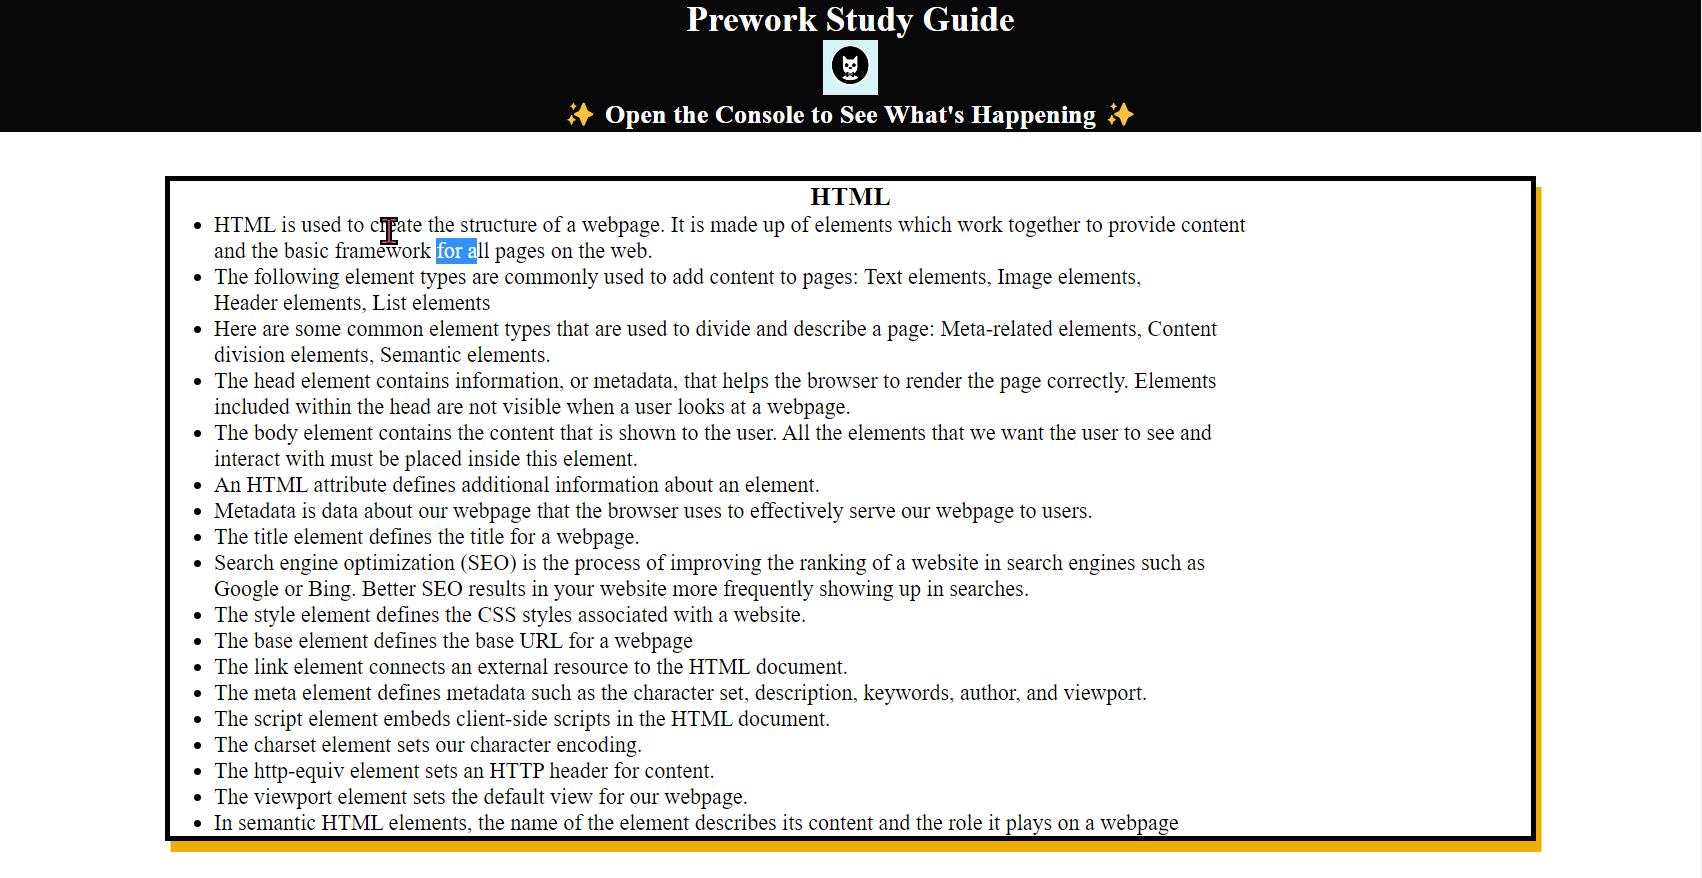 Prework Study Guide
✨ Open the Console to See What's Happening ✨
HTML
• HTML is used to create the structure of a webpage. It is made up of elements which work together to provide content
and the basic framework for all pages on the web.
• The following element types are commonly used to add content to pages: Text elements, Image elements,
Header elements, List elements
• Here are some common element types that are used to divide and describe a page: Meta-related elements, Content
division elements, Semantic elements.
• The head element contains information, or metadata, that helps the browser to render the page correctly. Elements
included within the head are not visible when a user looks at a webpage.
• The body element contains the content that is shown to the user. All the elements that we want the user to see and
interact with must be placed inside this element.
• An HTML attribute defines additional information about an element.
• Metadata is data about our webpage that the browser uses to effectively serve our webpage to users.
• The title element defines the title for a webpage.
• Search engine optimization (SEO) is the process of improving the ranking of a website in search engines such as
Google or Bing. Better SEO results in your website more frequently showing up in searches.
• The style element defines the CSS styles associated with a website.
• The base element defines the base URL for a webpage
• The link element connects an external resource to the HTML document.
• The meta element defines metadata such as the character set, description, keywords, author, and viewport.
• The script element embeds client-side scripts in the HTML document.
• The charset element sets our character encoding.
• The http-equiv element sets an HTTP header for content.
• The viewport element sets the default view for our webpage.
• In semantic HTML elements, the name of the element describes its content and the role it plays on a webpage